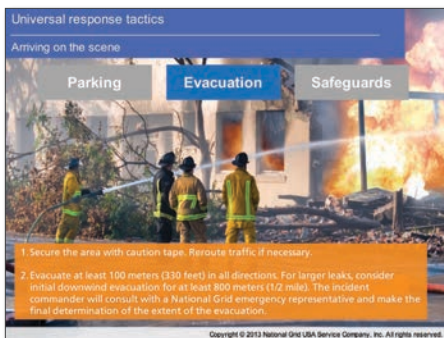 Universal response tactics
Arriving on the scene
Parking
Evacuation
Safeguards
1. Secure the area with caution tape. Reroute traffic if necessary.
2. Evacuate at least 100 meters (330 feet) in all directions. For larger leaks, consider
initial downwind evacuation for at least 800 meters (1/2 mile). The incident
commander will consult with a National Grid emergency representative and make the
final determination of the extent of the evacuation.
Copyright © 2013 National Grid USA Service Company, Inc. All rights reserved.